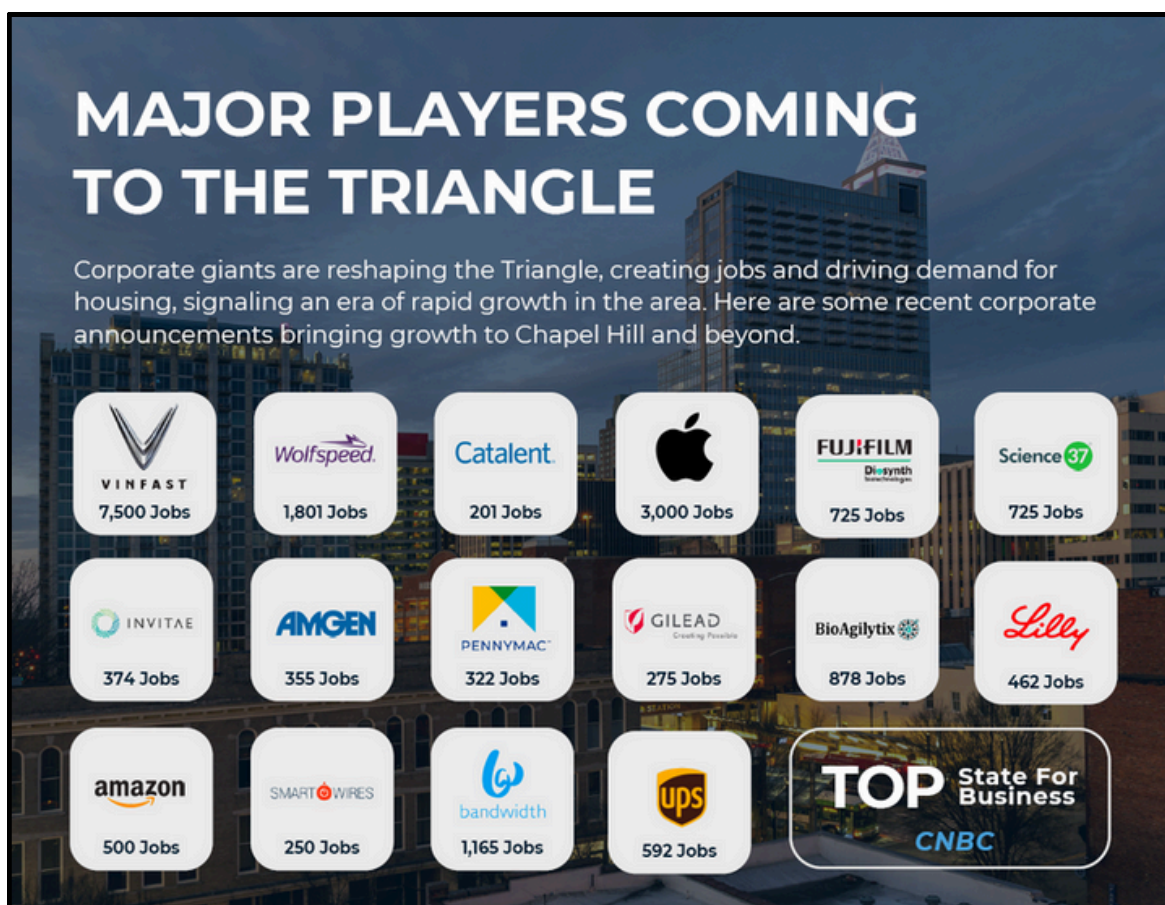 MAJOR PLAYERS COMING
TO THE TRIANGLE
Corporate giants are reshaping the Triangle, creating jobs and driving demand for
housing, signaling an era of rapid growth in the area. Here are some recent corporate
announcements bringing growth to Chapel Hill and beyond.
VINFAST
7,500 Jobs
Wolfspeed.
1,801 Jobs
Catalent.
201 Jobs
3,000 Jobs
FUJIFILM
Diosynth
biotechnologies
725 Jobs
Science 37
725 Jobs
INVITAE
374 Jobs
AMGEN
355 Jobs
PENNYMAC
322 Jobs
GILEAD
Creating Possible
275 Jobs
BioAgilytix
878 Jobs
Lilly
462 Jobs
amazon
500 Jobs
SMART WIRES
250 Jobs
bandwidth
1,165 Jobs
ups
592 Jobs
TOP State For
Business
CNBC